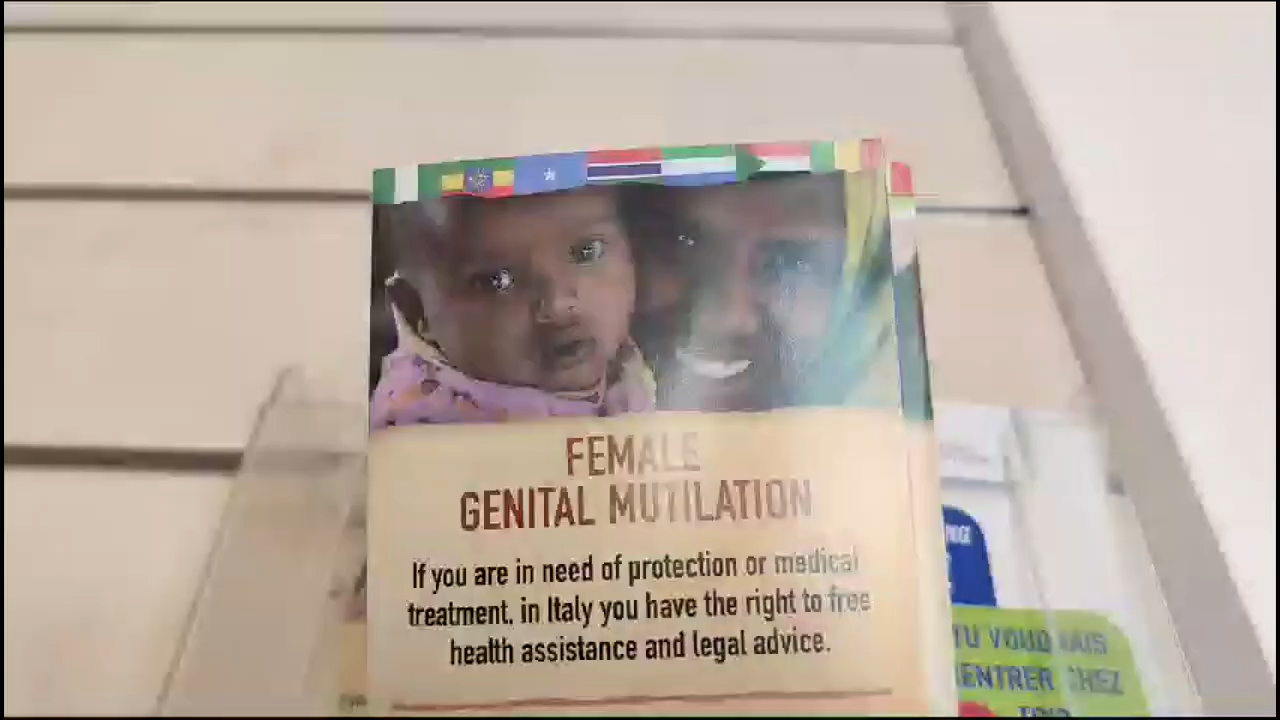 FEMALE
GENITAL MUTILATION
If you are in need of protection or medical
treatment, in Italy you have the right to free
health assistance and legal advice.
TU VOUD
ENTRER CHEZ